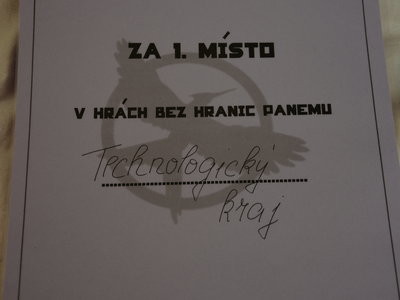 ZA 1. MÍSTO
V HRÁCH BEZ HRANIC PANEMU
Technologický
kraj